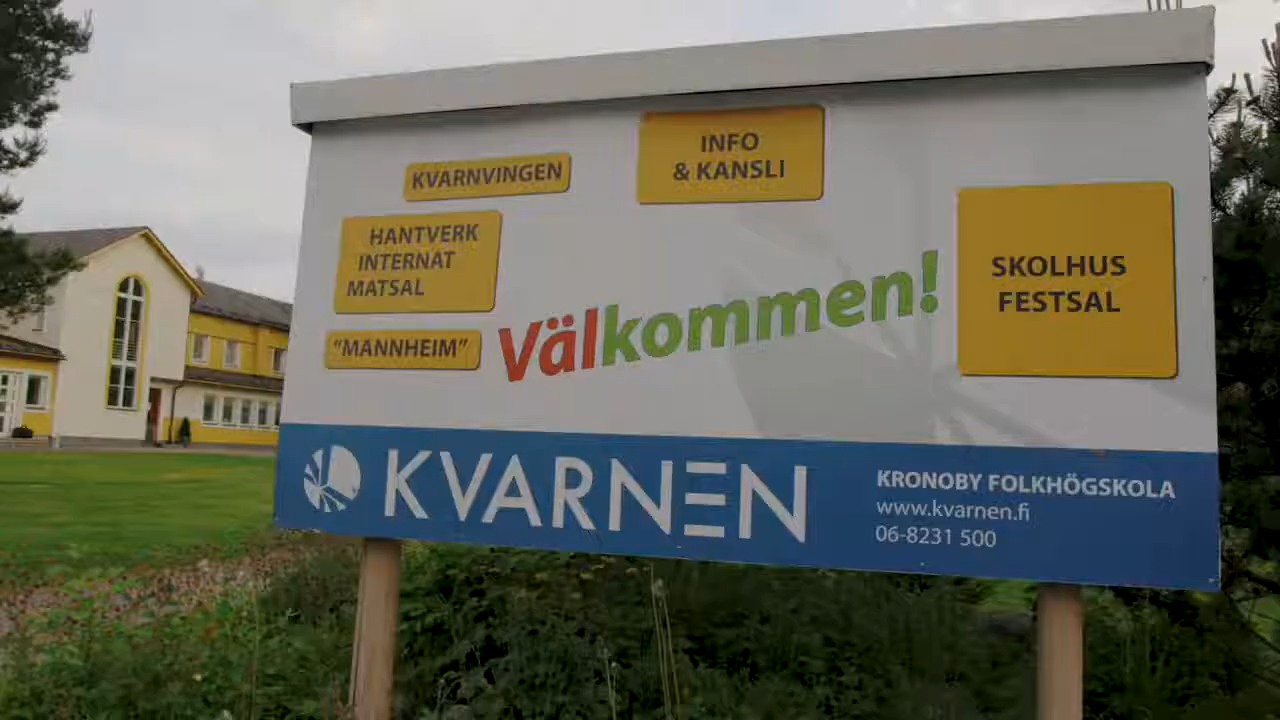 INFO
& KANSLI
KVARNVINGEN
HANTVERK
INTERNAT
MATSAL
"MANNHEIM"
Välkommen!
SKOLHUS
FESTSAL
KVARNEN
KRONOBY FOLKHÖGSKOLA
www.kvarnen.fi
06-8231 500